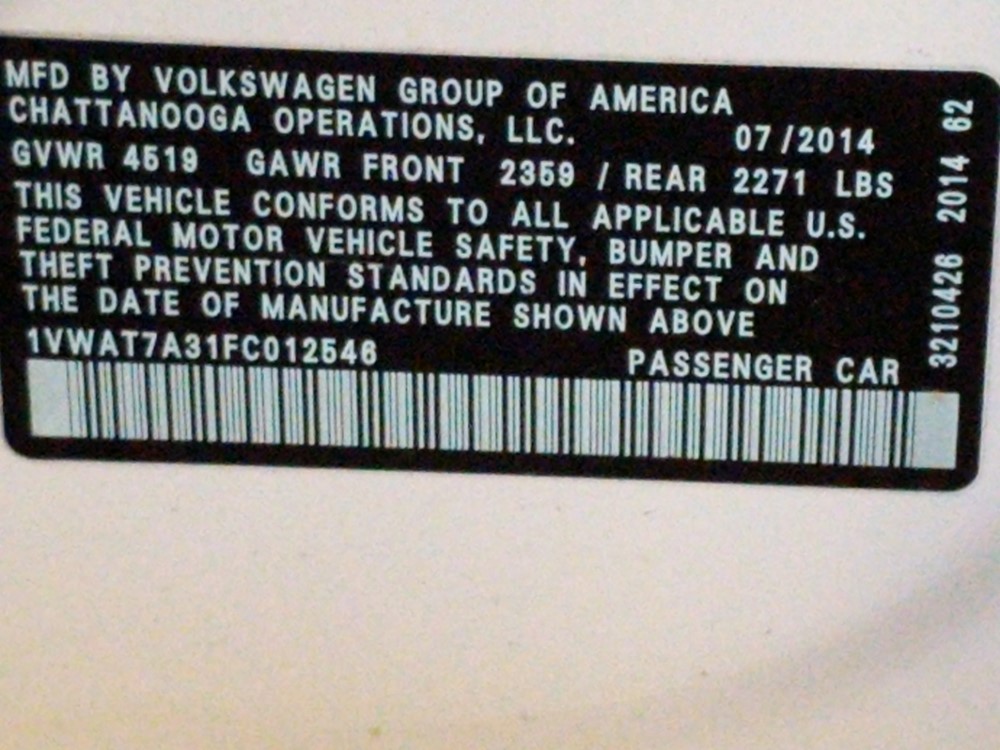 MFD BY VOLKSWAGEN GROUP OF AMERICA
CHATTANOOGA OPERATIONS, LLC. 07/2014
GVWR 4519 GAWR FRONT 2359 / REAR 2271 LBS
THIS VEHICLE CONFORMS TO ALL APPLICABLE U.S.
FEDERAL MOTOR VEHICLE SAFETY, BUMPER AND
THEFT PREVENTION STANDARDS IN EFFECT ON
THE DATE OF MANUFACTURE SHOWN ABOVE
1VWAT7A31FC012546 PASSENGER CAR
3210426 2014 62